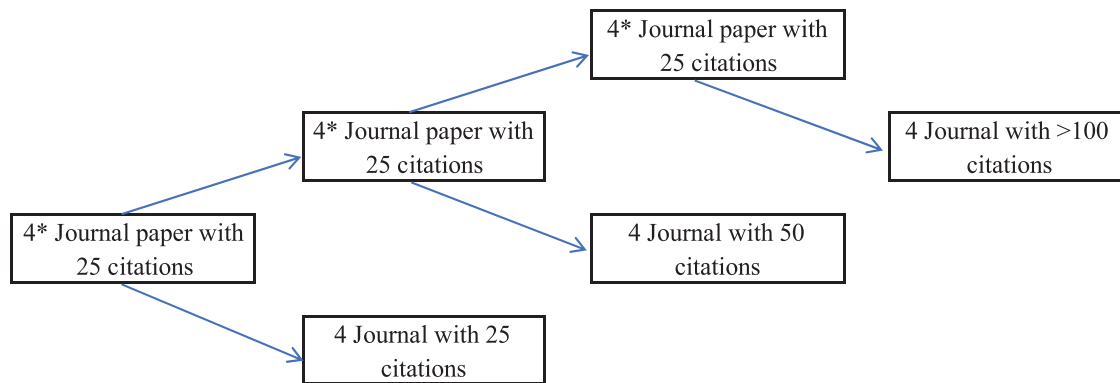 4* Journal paper with
25 citations
4* Journal paper with
25 citations
4 Journal with >100
citations
4* Journal paper with
25 citations
4 Journal with 50
citations
4 Journal with 25
citations